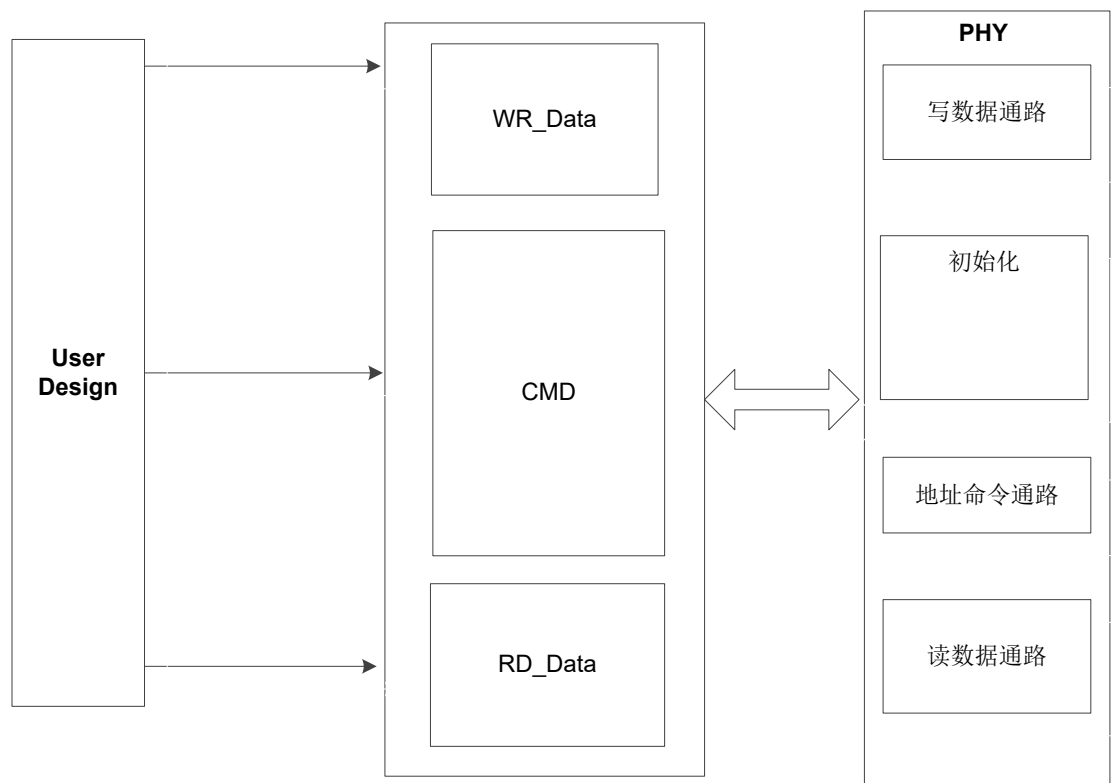 User
Design
WR_Data
CMD
RD_Data
PHY
写数据通路
初始化
地址命令通路
读数据通路